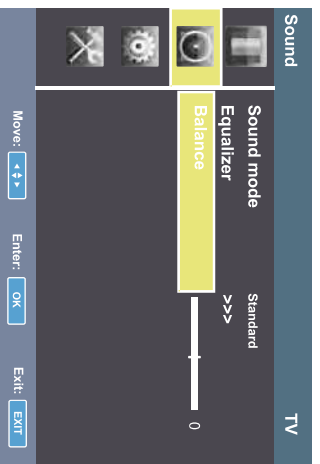 Sound TV
Sound mode Standard
Equalizer >>>
Balance 0
Move: Enter: OK Exit: EXIT